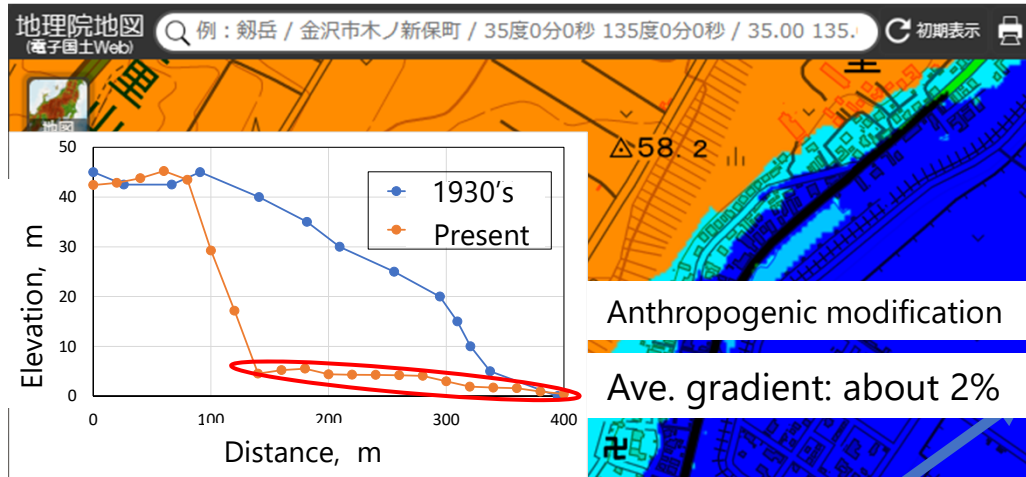 地理院地図
(電子国土Web)
例：剱岳 / 金沢市木ノ新保町 / 35度0分0秒 135度0分0秒 / 35.00 135.
初期表示
地図
58.2
50
40
30
20
10
0
Elevation, m
1930's
Present
0
100
200
300
400
Distance, m
Anthropogenic modification
Ave. gradient: about 2%